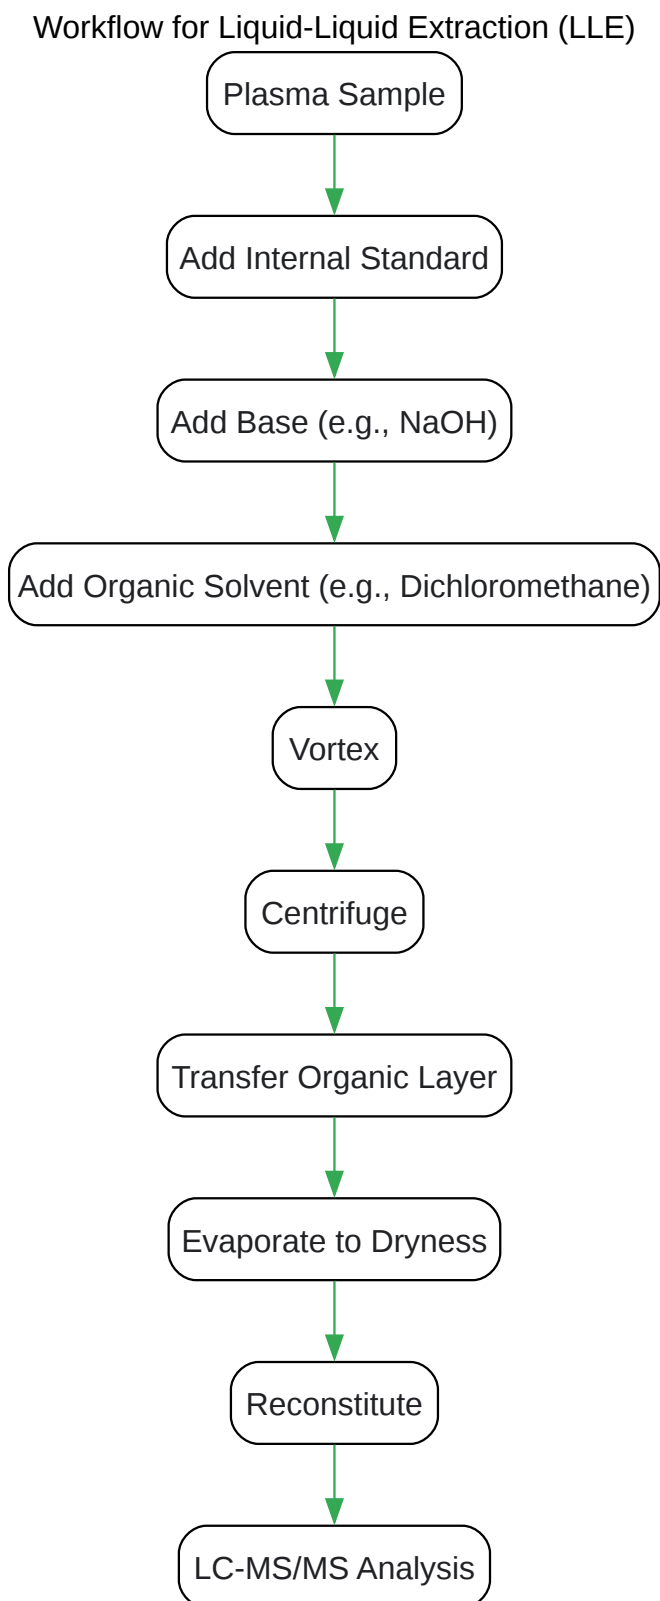 Workflow for Liquid-Liquid Extraction (LLE)
Plasma Sample
Add Internal Standard
Add Base (e.g., NaOH)
Add Organic Solvent (e.g., Dichloromethane)
Vortex
Centrifuge
Transfer Organic Layer
Evaporate to Dryness
Reconstitute
LC-MS/MS Analysis